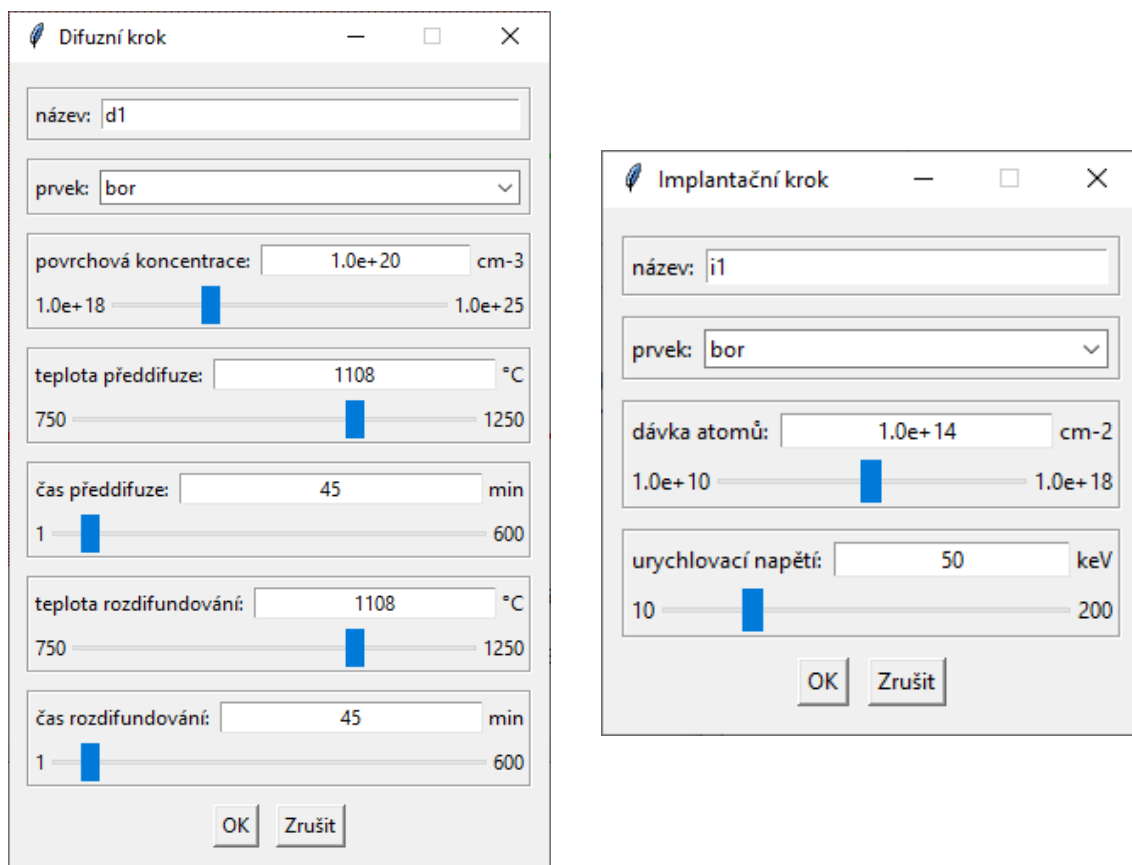 Difuzní krok
název: d1
prvek: bor
povrchová koncentrace: 1.0e+20 cm-3
1.0e+18 1.0e+25
teplota předdifuze: 1108 °C
750 1250
čas předdifuze: 45 min
1 600
teplota rozdifundování: 1108 °C
750 1250
čas rozdifundování: 45 min
1 600
OK Zrušit
Implantační krok
název: i1
prvek: bor
dávka atomů: 1.0e+14 cm-2
1.0e+10 1.0e+18
urychlovací napětí: 50 keV
10 200
OK Zrušit